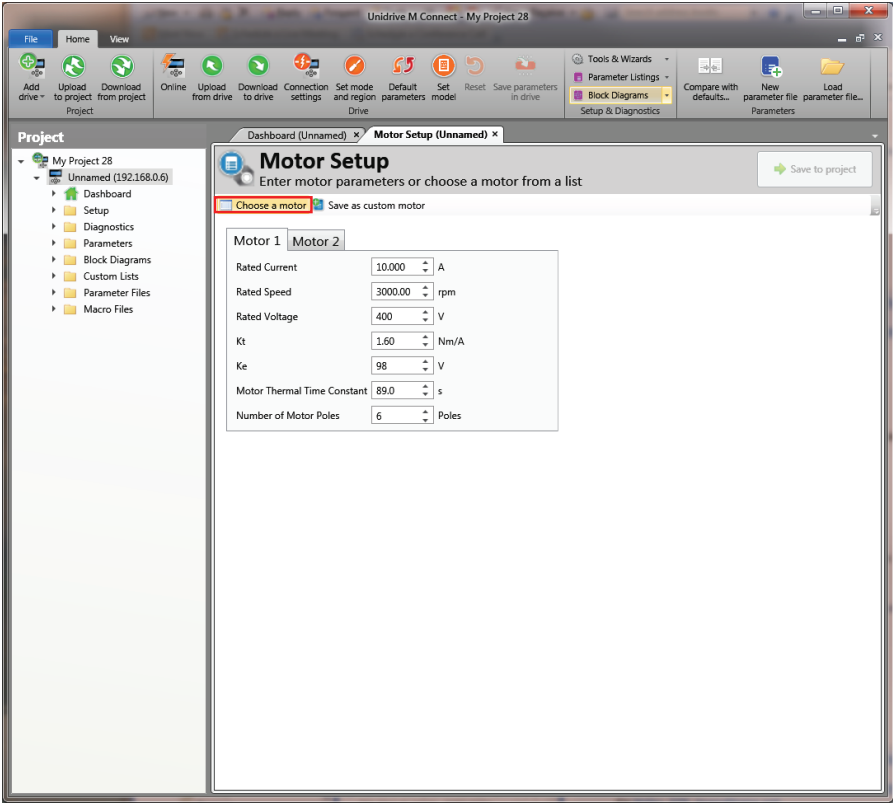 Unidrive M Connect - My Project 28
File Home View
Add drive
Upload to project
Download from project
Project
Online
Upload from drive
Download to drive
Connection settings
Set mode and region
Default parameters
Set model
Reset
Save parameters in drive
Drive
Tools & Wizards
Parameter Listings
Block Diagrams
Setup & Diagnostics
Compare with defaults...
New parameter file
Load parameter file...
Parameters
Project
Dashboard (Unnamed) × Motor Setup (Unnamed) ×
My Project 28
Unnamed (192.168.0.6)
Dashboard
Setup
Diagnostics
Parameters
Block Diagrams
Custom Lists
Parameter Files
Macro Files
Motor Setup
Enter motor parameters or choose a motor from a list
Save to project
Choose a motor Save as custom motor
Motor 1 Motor 2
Rated Current 10.000 A
Rated Speed 3000.00 rpm
Rated Voltage 400 V
Kt 1.60 Nm/A
Ke 98 V
Motor Thermal Time Constant 89.0 s
Number of Motor Poles 6 Poles